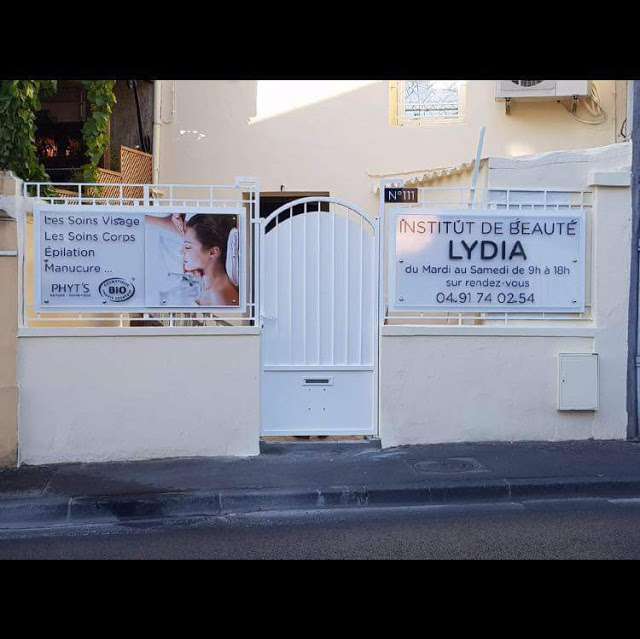 Les Soins Visage
Les Soins Corps
Épilation
Manucure ...
PHYT'S
BIO
N°111
INSTITÛT DE BEAUTÉ
LYDIA
du Mardi au Samedi de 9h à 18h
sur rendez-vous
04.91 74 02 54